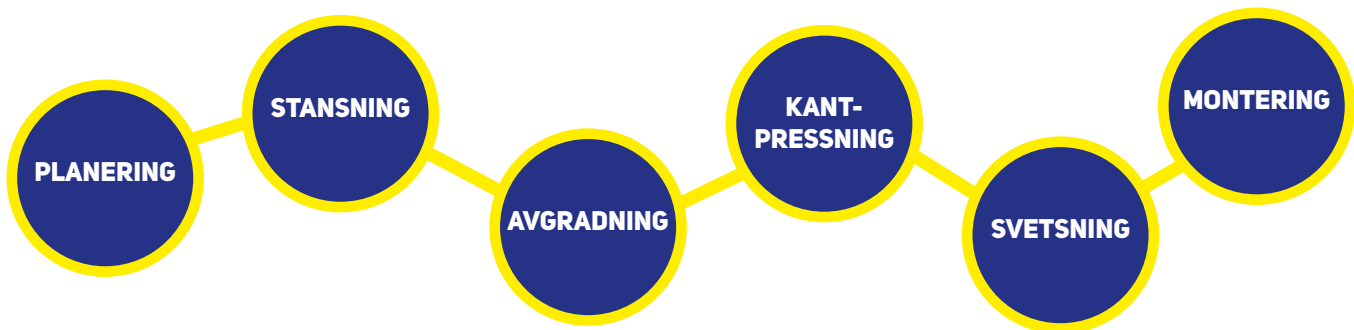 PLANERING
STANSNING
AVGRADNING
KANT-
PRESSNING
SVETSNING
MONTERING